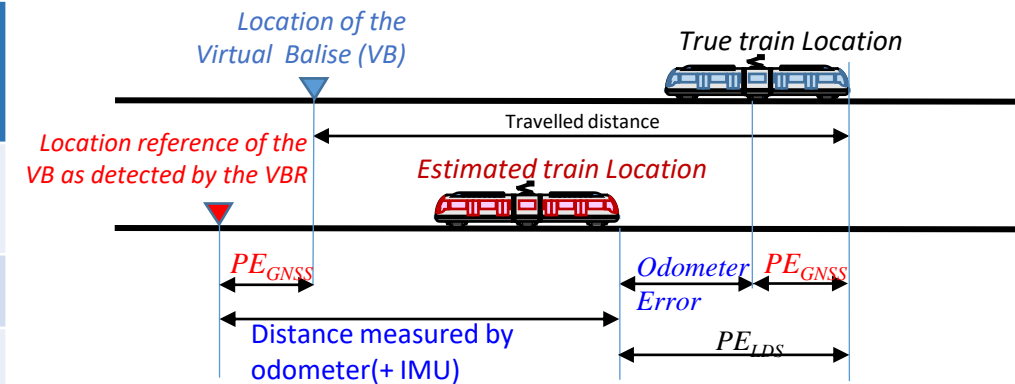 Location of the
Virtual Balise (VB)
True train Location
Travelled distance
Location reference of the
VB as detected by the VBR
Estimated train Location
PE_GNSS
Odometer
Error
PE_GNSS
Distance measured by
odometer(+ IMU)
PE_LDS